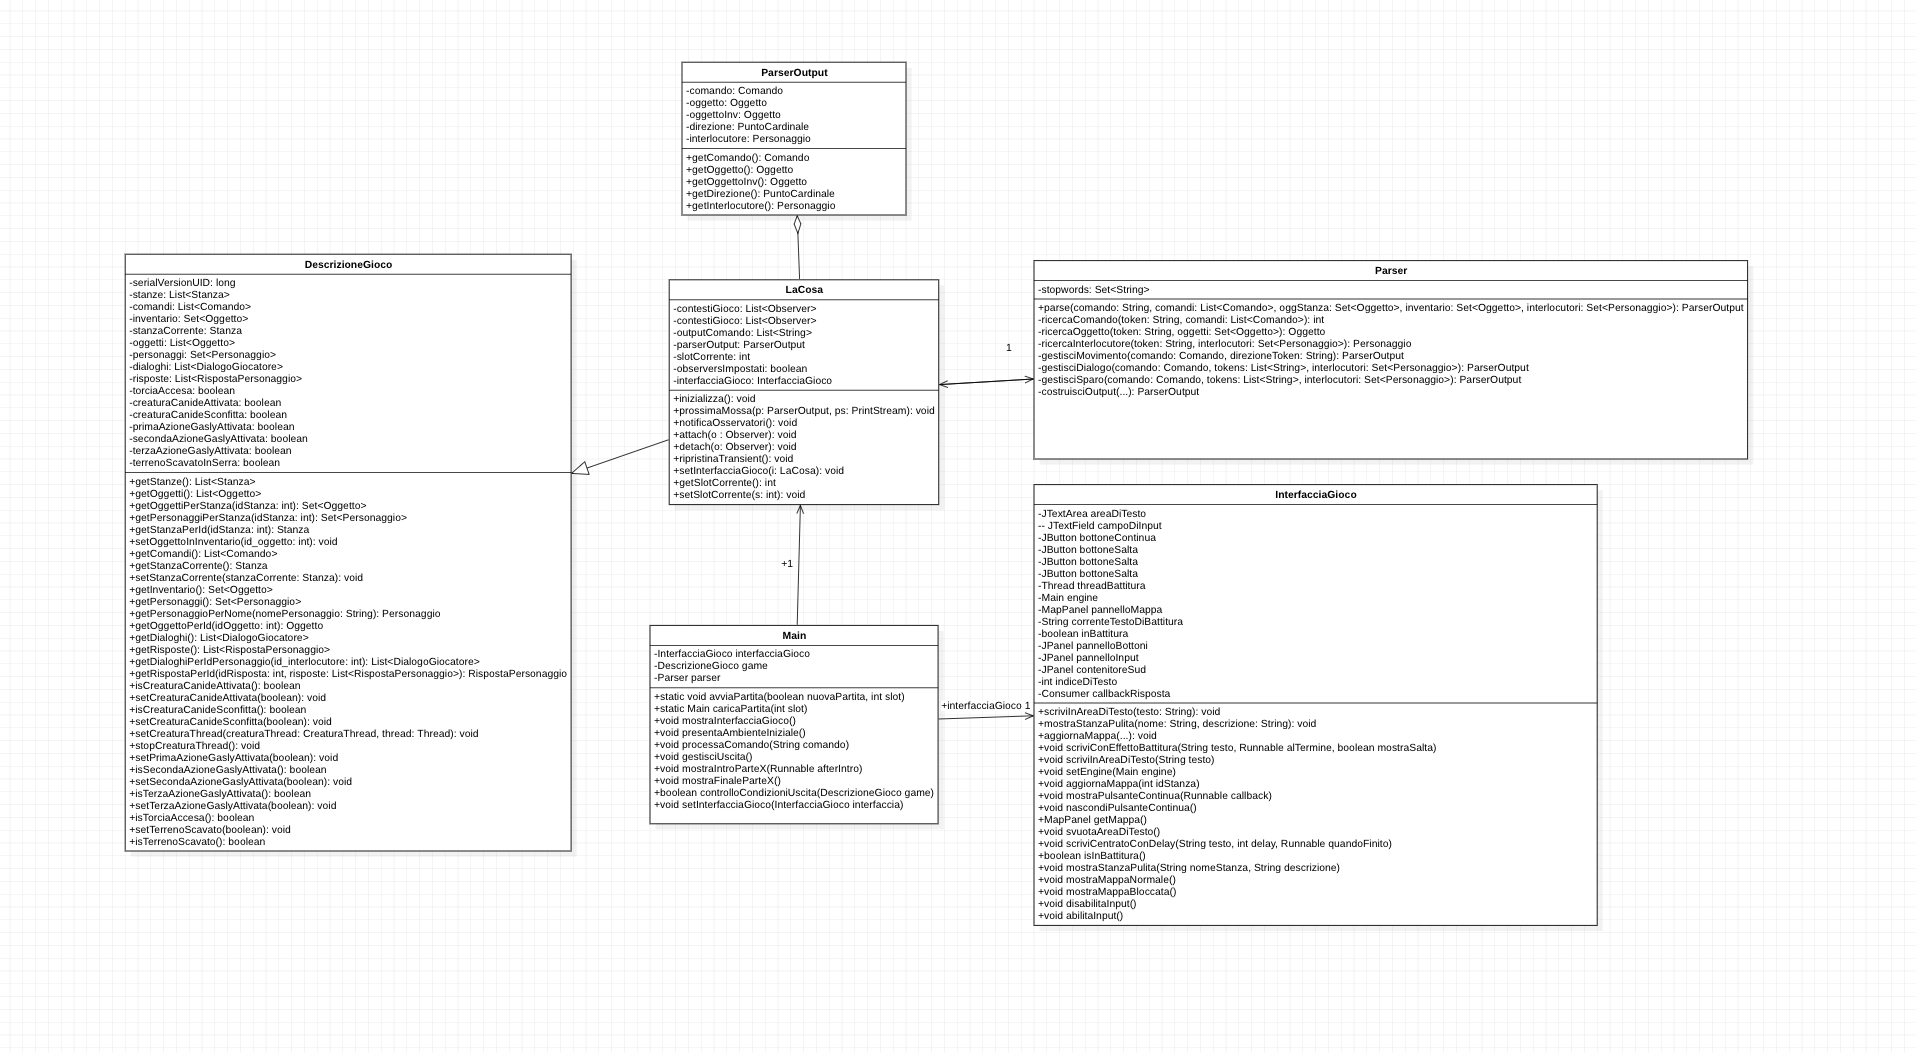 ParserOutput
-comando: Comando
-oggetto: Oggetto
-oggettoInv: Oggetto
-direzione: PuntoCardinale
-interlocutore: Personaggio
+getComando(): Comando
+getOggetto(): Oggetto
+getOggettoInv(): Oggetto
+getDirezione(): PuntoCardinale
+getInterlocutore(): Personaggio
DescrizioneGioco
-serialVersionUID: long
-stanze: List<Stanza>
-comandi: List<Comando>
-inventario: Set<Oggetto>
-stanzaCorrente: Stanza
-oggetti: List<Oggetto>
-personaggi: Set<Personaggio>
-dialoghi: List<DialogoGiocatore>
-risposte: List<RispostaPersonaggio>
-torciaAccesa: boolean
-creaturaCanideAttivata: boolean
-creaturaCanideSconfitta: boolean
-primaAzioneGaslyAttivata: boolean
-secondaAzioneGaslyAttivata: boolean
-terzaAzioneGaslyAttivata: boolean
-terrenoScavatoInSerra: boolean
+getStanze(): List<Stanza>
+getOggetti(): List<Oggetto>
+getOggettiPerStanza(idStanza: int): Set<Oggetto>
+getPersonaggiPerStanza(idStanza: int): Set<Personaggio>
+getStanzaPerId(idStanza: int): Stanza
+setOggettoInInventario(id_oggetto: int): void
+getComandi(): List<Comando>
+getStanzaCorrente(): Stanza
+setStanzaCorrente(stanzaCorrente: Stanza): void
+getInventario(): Set<Oggetto>
+getPersonaggi(): Set<Personaggio>
+getPersonaggioPerNome(nomePersonaggio: String): Personaggio
+getOggettoPerId(idOggetto: int): Oggetto
+getDialoghi(): List<DialogoGiocatore>
+getRisposte(): List<RispostaPersonaggio>
+getDialoghiPerIdPersonaggio(id_interlocutore: int): List<DialogoGiocatore>
+getRispostaPerId(idRisposta: int, risposte: List<RispostaPersonaggio>): RispostaPersonaggio
+isCreaturaCanideAttivata(): boolean
+setCreaturaCanideAttivata(boolean): void
+isCreaturaCanideSconfitta(): boolean
+setCreaturaCanideSconfitta(boolean): void
+setCreaturaThread(creaturaThread: CreaturaThread, thread: Thread): void
+stopCreaturaThread(): void
+setPrimaAzioneGaslyAttivata(boolean): void
+isSecondaAzioneGaslyAttivata(): boolean
+setSecondaAzioneGaslyAttivata(boolean): void
+isTerzaAzioneGaslyAttivata(): boolean
+setTerzaAzioneGaslyAttivata(boolean): void
+isTorciaAccesa(): boolean
+setTerrenoScavato(boolean): void
+isTerrenoScavato(): boolean
LaCosa
-contestiGioco: List<Observer>
-contestiGioco: List<Observer>
-outputComando: List<String>
-parserOutput: ParserOutput
-slotCorrente: int
-observersImpostati: boolean
-interfacciaGioco: InterfacciaGioco
+inizializza(): void
+prossimaMossa(p: ParserOutput, ps: PrintStream): void
+notificaOsservatori(): void
+attach(o : Observer): void
+detach(o: Observer): void
+ripristinaTransient(): void
+setInterfacciaGioco(i: LaCosa): void
+getSlotCorrente(): int
+setSlotCorrente(s: int): void
1
Parser
-stopwords: Set<String>
+parse(comando: String, comandi: List<Comando>, oggStanza: Set<Oggetto>, inventario: Set<Oggetto>, interlocutori: Set<Personaggio>): ParserOutput
-ricercaComando(token: String, comandi: List<Comando>): int
-ricercaOggetto(token: String, oggetti: Set<Oggetto>): Oggetto
-ricercaInterlocutore(token: String, interlocutori: Set<Personaggio>): Personaggio
-gestisciMovimento(comando: Comando, direzioneToken: String): ParserOutput
-gestisciDialogo(comando: Comando, tokens: List<String>, interlocutori: Set<Personaggio>): ParserOutput
-gestisciSparo(comando: Comando, tokens: List<String>, interlocutori: Set<Personaggio>): ParserOutput
-costruisciOutput(...): ParserOutput
+1
Main
-InterfacciaGioco interfacciaGioco
-DescrizioneGioco game
-Parser parser
+static void avviaPartita(boolean nuovaPartita, int slot)
+static Main caricaPartita(int slot)
+void mostraInterfacciaGioco()
+void presentaAmbienteIniziale()
+void processaComando(String comando)
+void gestisciUscita()
+void mostraIntroParteX(Runnable afterIntro)
+void mostraFinaleParteX()
+boolean controlloCondizioniUscita(DescrizioneGioco game)
+void setInterfacciaGioco(InterfacciaGioco interfaccia)
+interfacciaGioco 1
InterfacciaGioco
-JTextArea areaDiTesto
-- JTextField campoDiInput
-JButton bottoneContinua
-JButton bottoneSalta
-JButton bottoneSalta
-JButton bottoneSalta
-Thread threadBattitura
-Main engine
-MapPanel pannelloMappa
-String correnteTestoDiBattitura
-boolean inBattitura
-JPanel pannelloBottoni
-JPanel pannelloInput
-JPanel contenitoreSud
-int indiceDiTesto
-Consumer callbackRisposta
+scriviInAreaDiTesto(testo: String): void
+mostraStanzaPulita(nome: String, descrizione: String): void
+aggiornaMappa(...): void
+void scriviConEffettoBattitura(String testo, Runnable alTermine, boolean mostraSalta)
+void scriviInAreaDiTesto(String testo)
+void setEngine(Main engine)
+void aggiornaMappa(int idStanza)
+void mostraPulsanteContinua(Runnable callback)
+void nascondiPulsanteContinua()
+MapPanel getMappa()
+void svuotaAreaDiTesto()
+void scriviCentratoConDelay(String testo, int delay, Runnable quandoFinito)
+boolean isInBattitura()
+void mostraStanzaPulita(String nomeStanza, String descrizione)
+void mostraMappaNormale()
+void mostraMappaBloccata()
+void disabilitaInput()
+void abilitaInput()